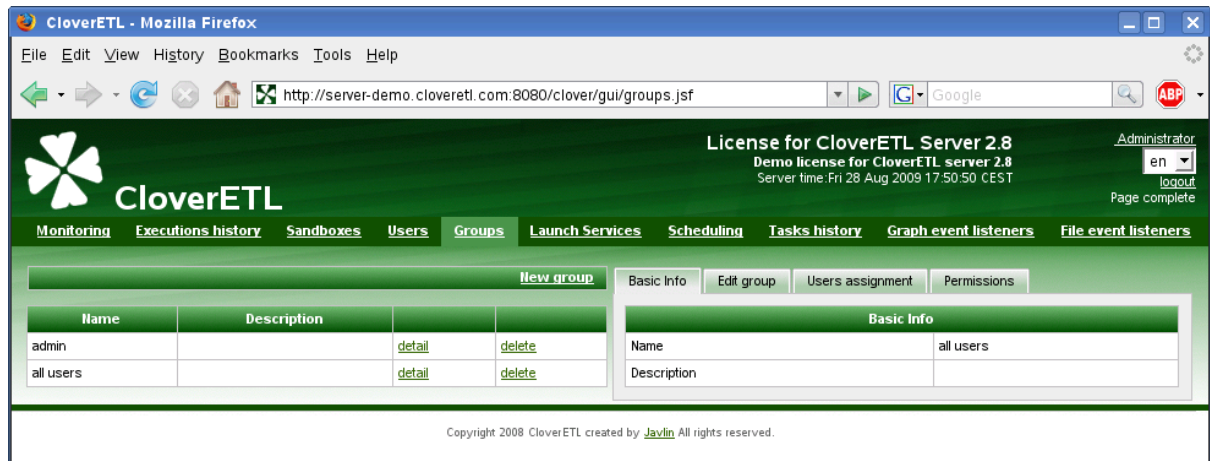 CloverETL - Mozilla Firefox
File Edit View History Bookmarks Tools Help
http://server-demo.cloveretl.com:8080/clover/gui/groups.jsf
G Google
ABP
CloverETL
License for CloverETL Server 2.8
Demo license for CloverETL server 2.8
Server time:Fri 28 Aug 2009 17:50:50 CEST
Administrator
en
logout
Page complete
Monitoring Executions history Sandboxes Users Groups Launch Services Scheduling Tasks history Graph event listeners File event listeners
New group
Name Description
admin detail delete
all users detail delete
Basic Info Edit group Users assignment Permissions
Basic Info
Name all users
Description
Copyright 2008 CloverETL created by Javlin All rights reserved.